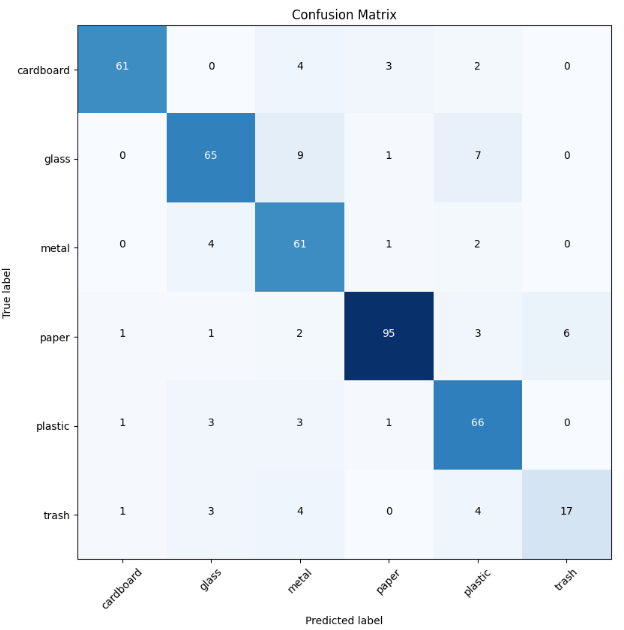 Confusion Matrix
cardboard 61 0 4 3 2 0
glass 0 65 9 1 7 0
metal 0 4 61 1 2 0
paper 1 1 2 95 3 6
plastic 1 3 3 1 66 0
trash 1 3 4 0 4 17
True label
cardboard glass metal paper plastic trash
Predicted label